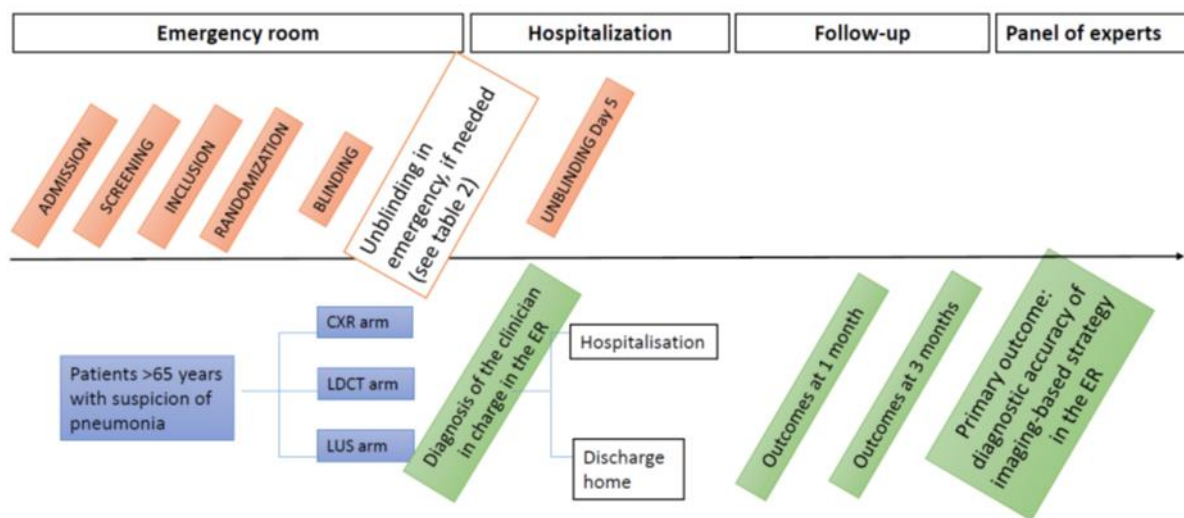 Emergency room
Hospitalization
Follow-up
Panel of experts
ADMISSION
SCREENING
INCLUSION
RANDOMIZATION
BLINDING
Unblinding in
emergency, if needed
(see table 2)
UNBLINDING Day 5
Patients >65 years
with suspicion of
pneumonia
CXR arm
LDCT arm
LUS arm
Diagnosis of the clinician
in charge in the ER
Hospitalisation
Discharge
home
Outcomes at 1 month
Outcomes at 3 months
Primary outcome:
diagnostic accuracy of
imaging-based strategy
in the ER